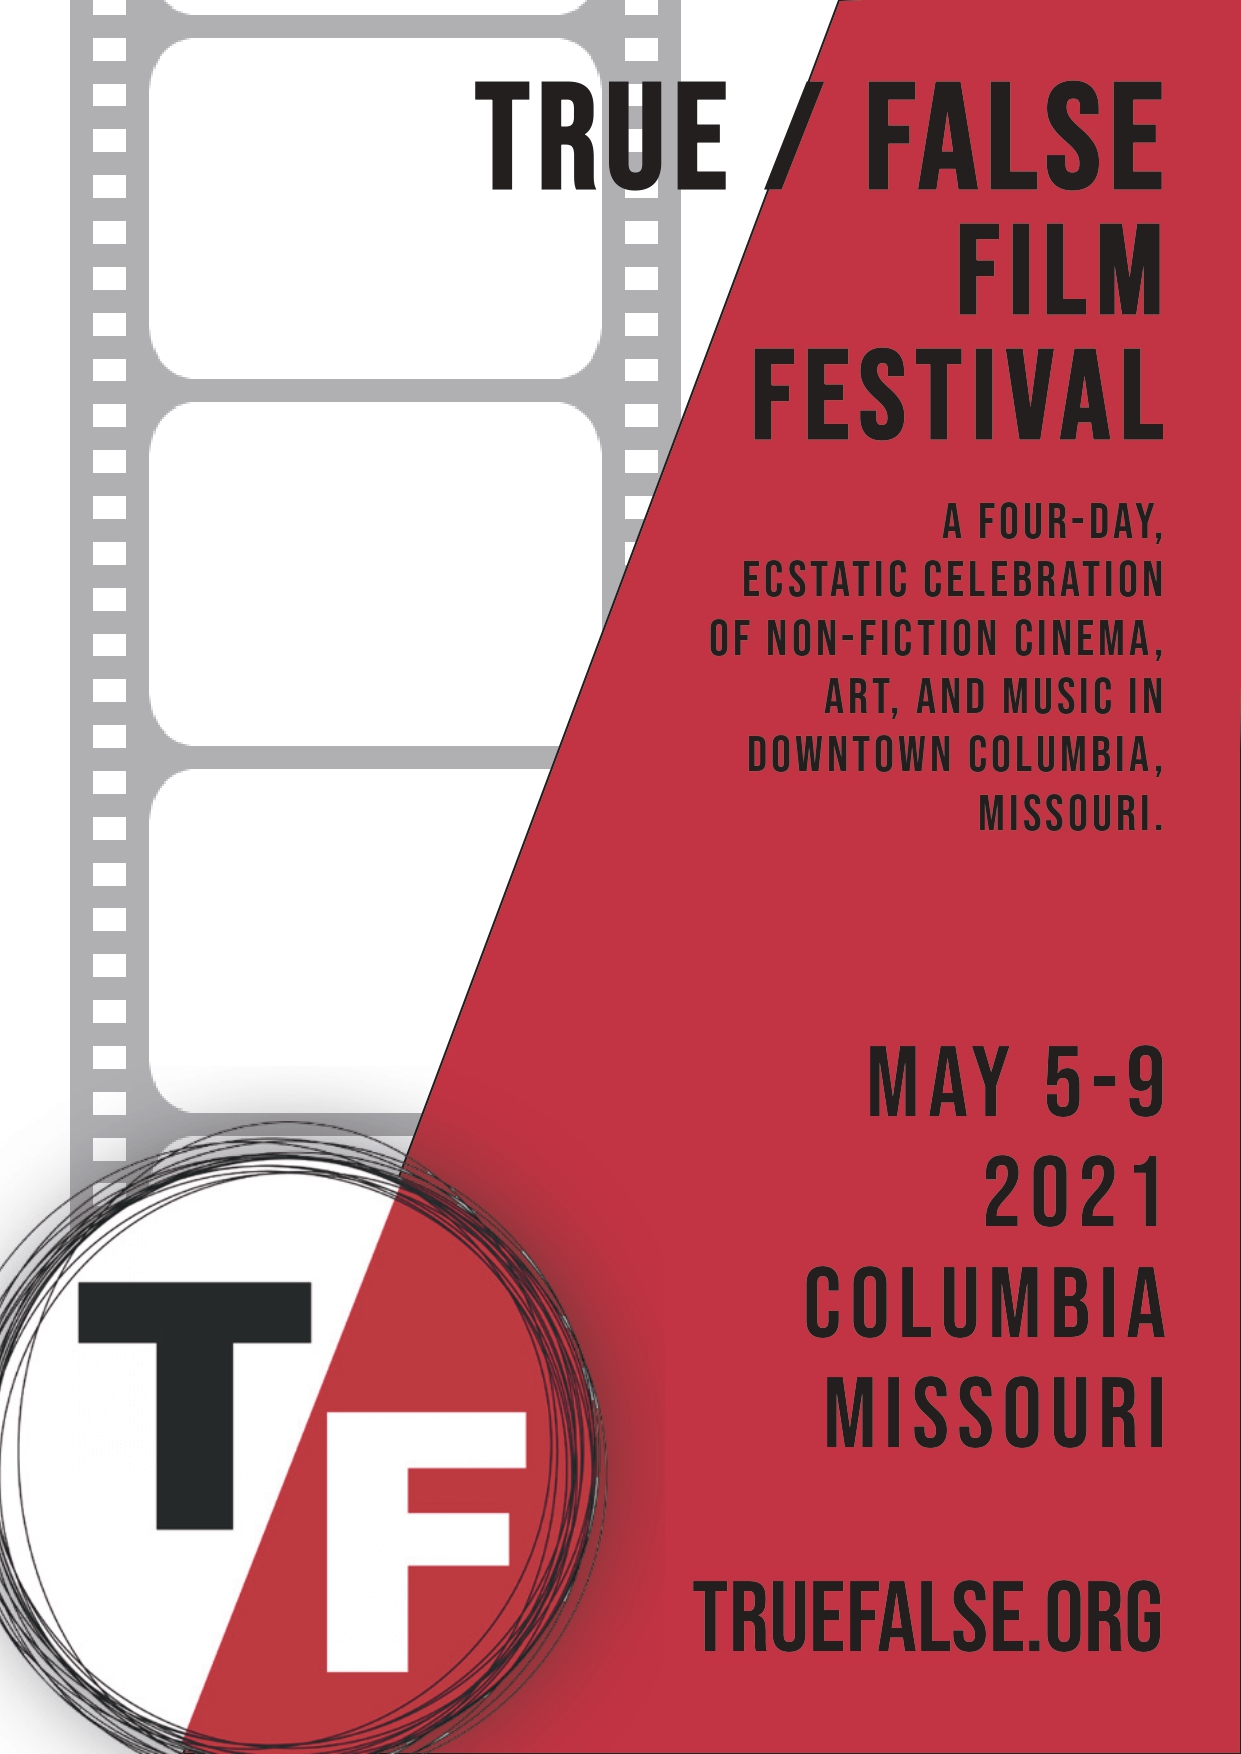 TRUE / FALSE
FILM
FESTIVAL
A FOUR-DAY,
ECSTATIC CELEBRATION
OF NON-FICTION CINEMA,
ART, AND MUSIC IN
DOWNTOWN COLUMBIA,
MISSOURI.
MAY 5-9
2021
COLUMBIA
MISSOURI
T/F
TRUEFALSE.ORG